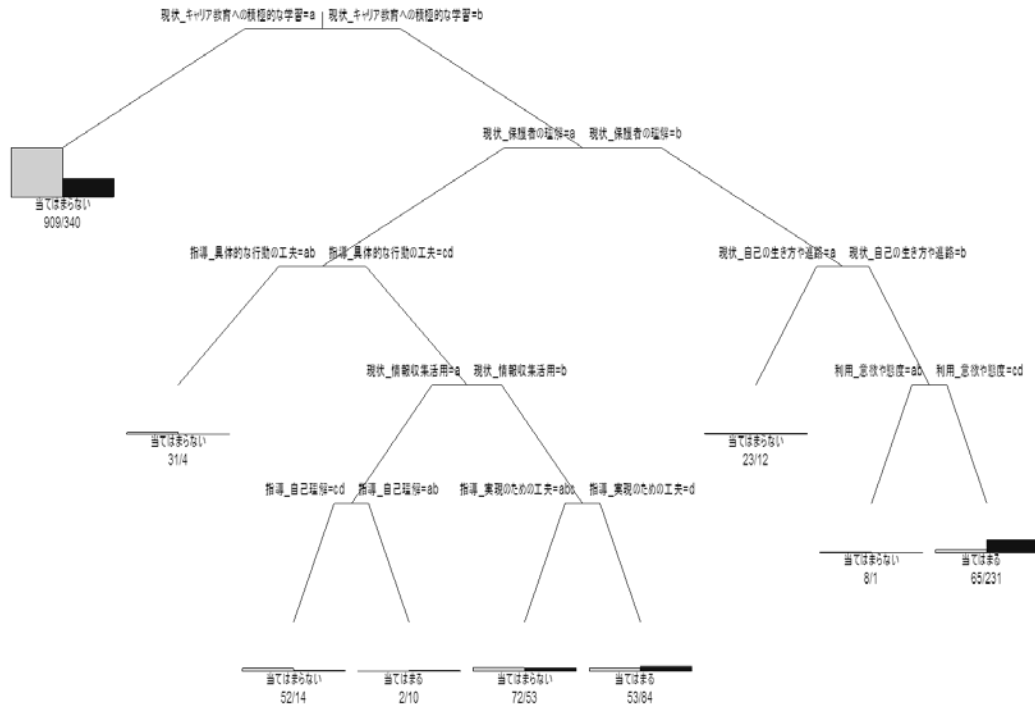 現状_キャリア教育への積極的な学習=a 現状_キャリア教育への積極的な学習=b
現状_保護者の理解=a 現状_保護者の理解=b
当てはまらない
909/340
指導_具体的な行動の工夫=ab 指導_具体的な行動の工夫=cd
現状_自己の生き方や進路=a 現状_自己の生き方や進路=b
現状_情報収集活用=a 現状_情報収集活用=b
利用_意欲や態度=ab 利用_意欲や態度=cd
当てはまらない
31/4
当てはまらない
23/12
指導_自己理解=cd 指導_自己理解=ab
指導_実現のための工夫=abc 指導_実現のための工夫=d
当てはまらない
8/1
当てはまる
65/231
当てはまらない
52/14
当てはまる
2/10
当てはまらない
72/53
当てはまる
53/84